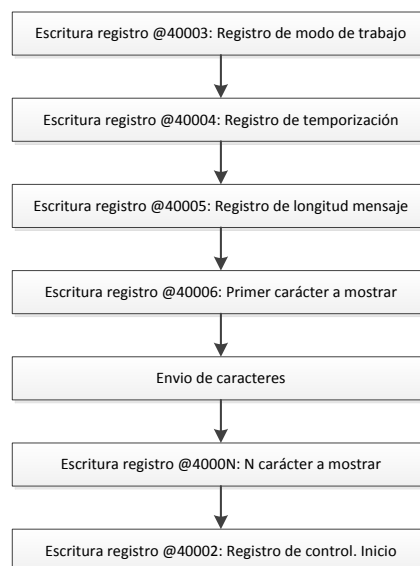 Escritura registro @40003: Registro de modo de trabajo
Escritura registro @40004: Registro de temporización
Escritura registro @40005: Registro de longitud mensaje
Escritura registro @40006: Primer carácter a mostrar
Envio de caracteres
Escritura registro @4000N: N carácter a mostrar
Escritura registro @40002: Registro de control. Inicio